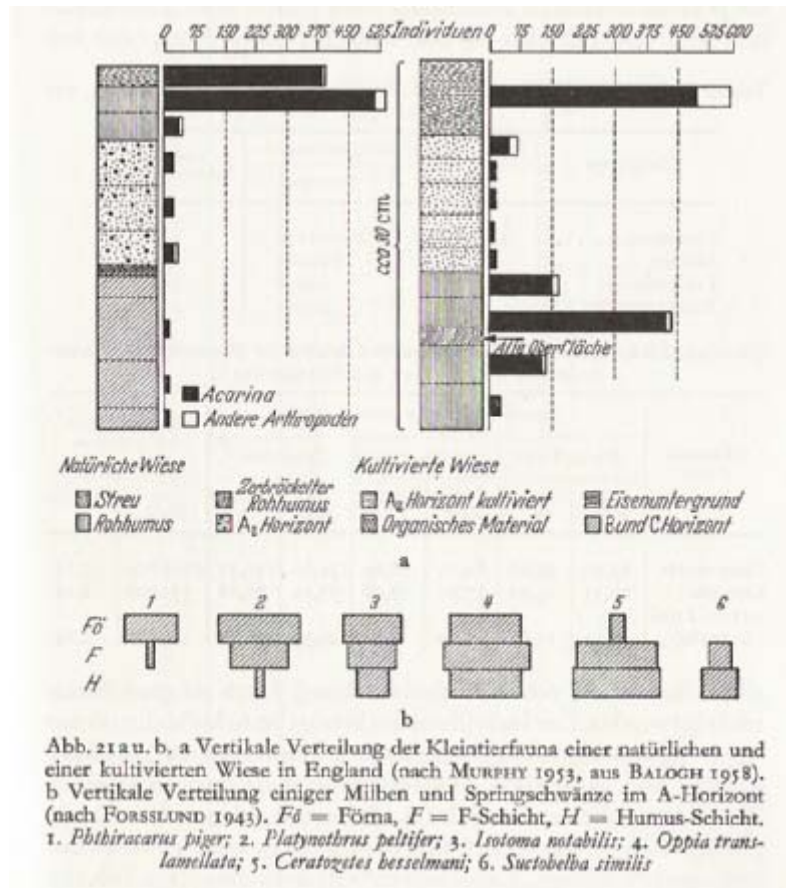 0 75 150 225 300 375 450 525 Individuen 0 75 150 225 300 375 450 525 600
cca 80 cm.
Alte Oberfläche
Acarina
Andere Arthropoden
Natürliche Wiese
Kultivierte Wiese
Streu
Zerbröckelter Rohhumus
A2 Horizont kultiviert
Eisenuntergrund
Rohhumus
A2 Horizont
Organisches Material
B und C Horizont
a
1 2 3 4 5 6
Fö
F
H
b
Abb. 21 a u. b. a Vertikale Verteilung der Kleintierfauna einer natürlichen und
einer kultivierten Wiese in England (nach MURPHY 1953, aus BALOGH 1958).
b Vertikale Verteilung einiger Milben und Springschwänze im A-Horizont
(nach FORSSLUND 1943). Fö = Förna, F = F-Schicht, H = Humus-Schicht.
1. Phthiracarus piger; 2. Platynothrus peltifer; 3. Isotoma notabilis; 4. Oppia trans-
lamellata; 5. Ceratozetes hesselmani; 6. Suctobelba similis